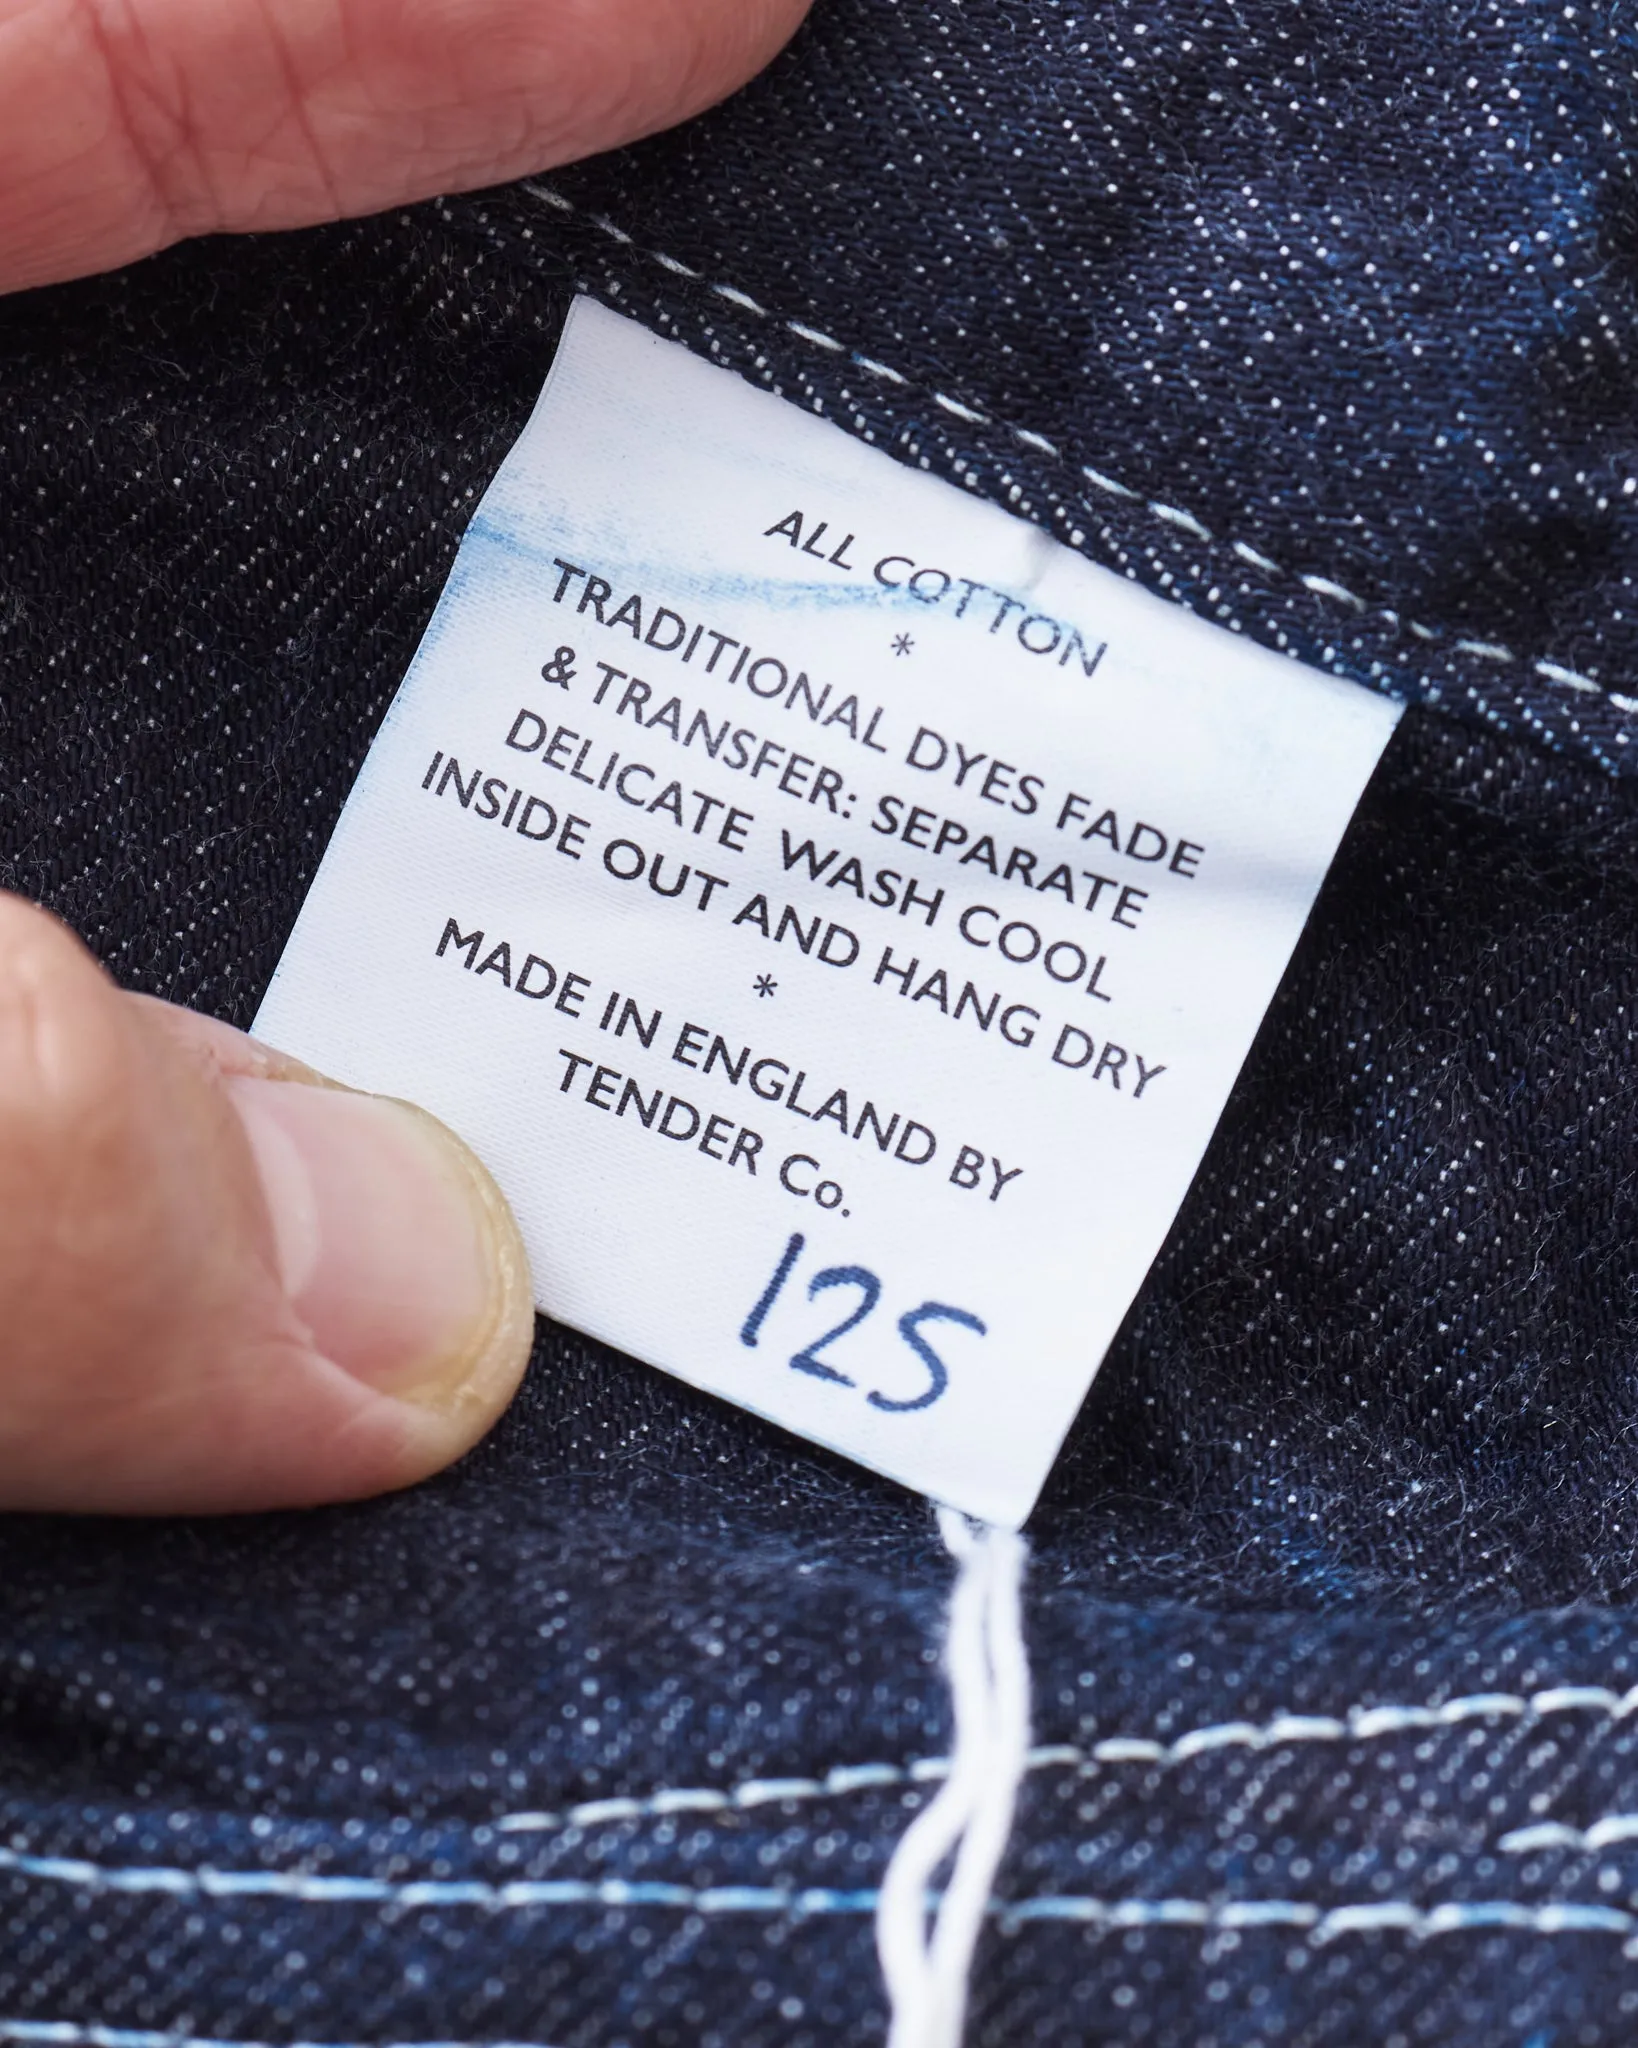 ALL COTTON
*
TRADITIONAL DYES FADE
& TRANSFER: SEPARATE
DELICATE WASH COOL
INSIDE OUT AND HANG DRY
*
MADE IN ENGLAND BY
TENDER Co.
125